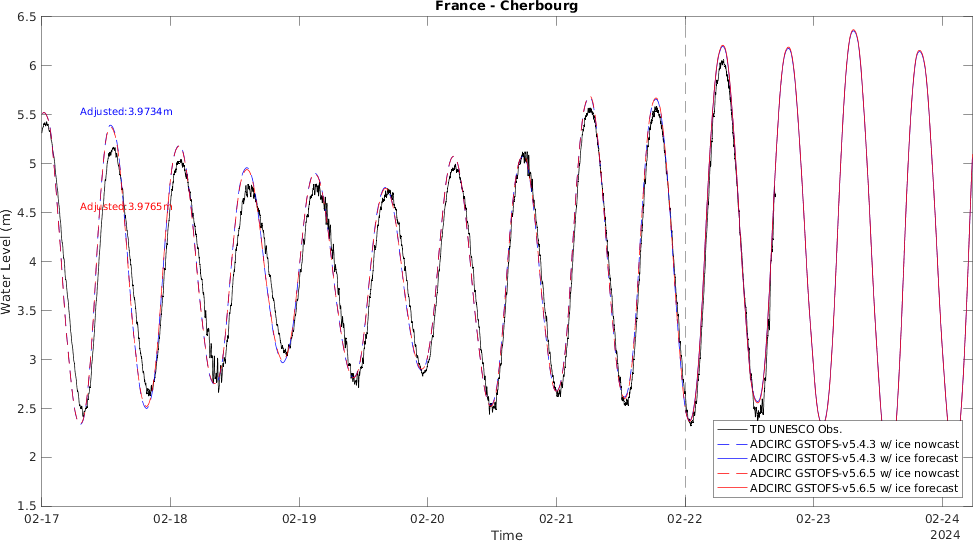 France - Cherbourg
6.5
6
5.5
5
4.5
4
3.5
3
2.5
2
1.5
Water Level (m)
Adjusted:3.9734m
Adjusted:3.9765m
TD UNESCO Obs.
ADCIRC GSTOFS-v5.4.3 w/ ice nowcast
ADCIRC GSTOFS-v5.4.3 w/ ice forecast
ADCIRC GSTOFS-v5.6.5 w/ ice nowcast
ADCIRC GSTOFS-v5.6.5 w/ ice forecast
02-17 02-18 02-19 02-20 02-21 02-22 02-23 02-24
Time
2024